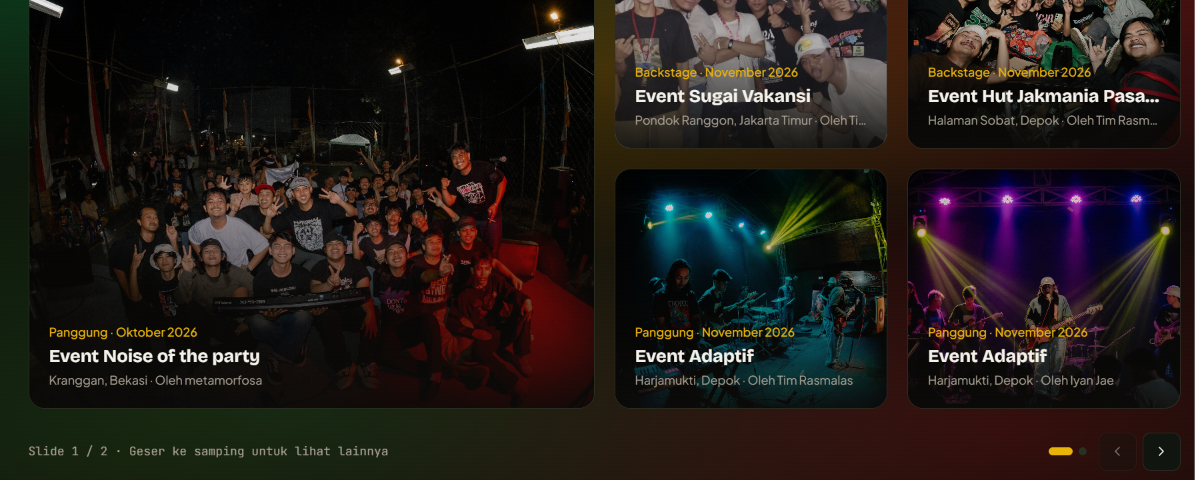 Backstage · November 2026
Event Sugai Vakansi
Pondok Ranggon, Jakarta Timur · Oleh Ti...
Backstage · November 2026
Event Hut Jakmania Pasa...
Halaman Sobat, Depok · Oleh Tim Rasm...
Panggung · Oktober 2026
Event Noise of the party
Kranggan, Bekasi · Oleh metamorfosa
Panggung · November 2026
Event Adaptif
Harjamukti, Depok · Oleh Tim Rasmalas
Panggung · November 2026
Event Adaptif
Harjamukti, Depok · Oleh Iyan Jae
Slide 1 / 2 · Geser ke samping untuk lihat lainnya